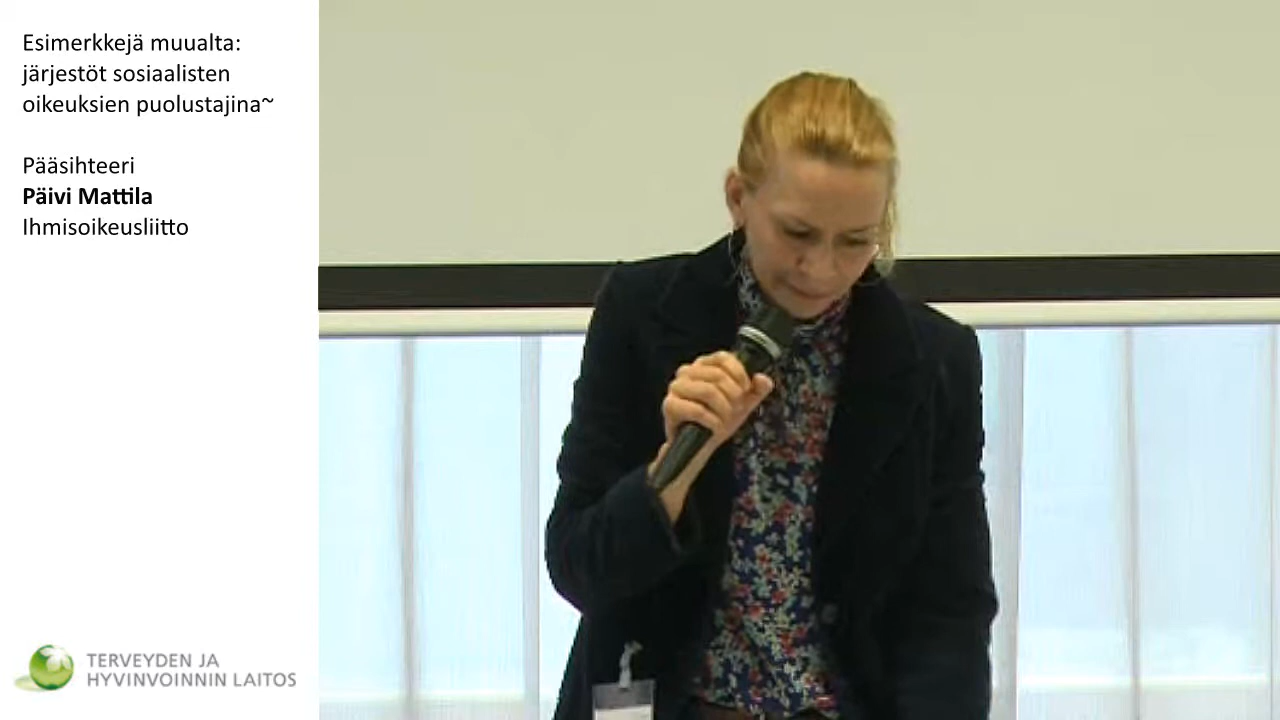 Esimerkkejä muualta:
järjestöt sosiaalisten
oikeuksien puolustajina~
Pääsihteeri
Päivi Mattila
Ihmisoikeusliitto
TERVEYDEN JA
HYVINVOINNIN LAITOS